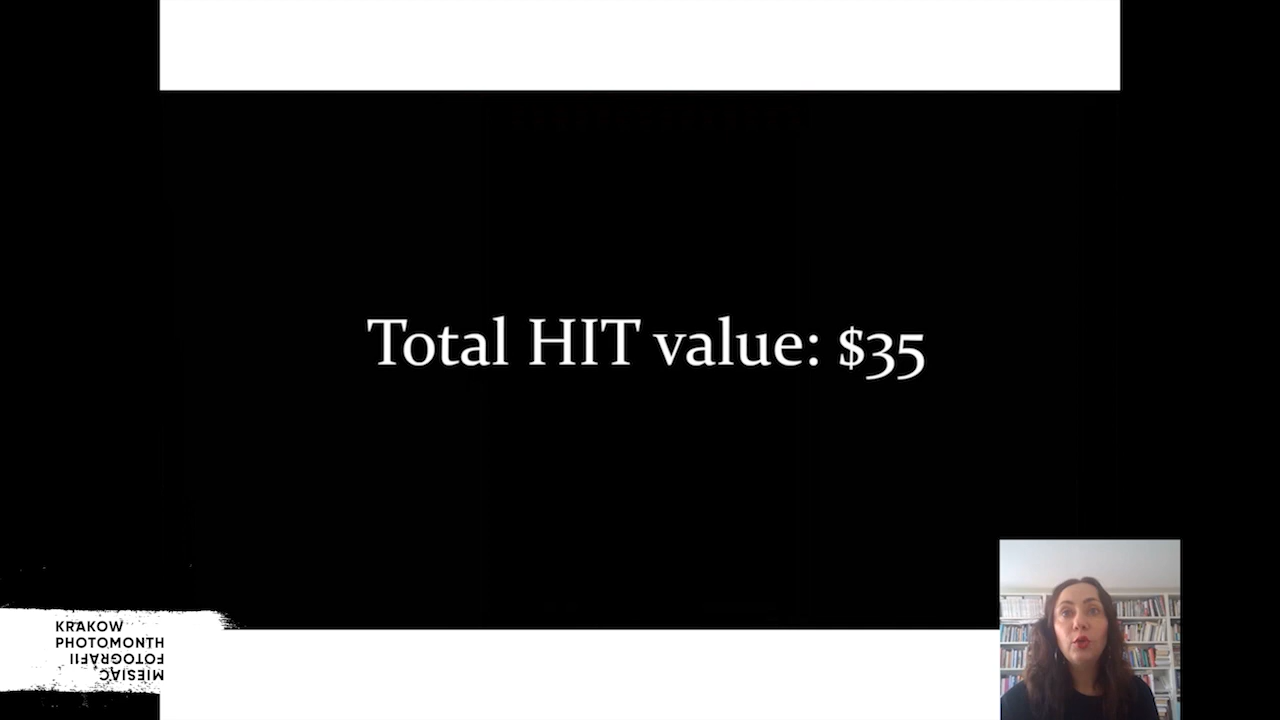 Total HIT value: $35
KRAKOW
PHOTOMONTH
FOTOGRAFII
MIESIĄC